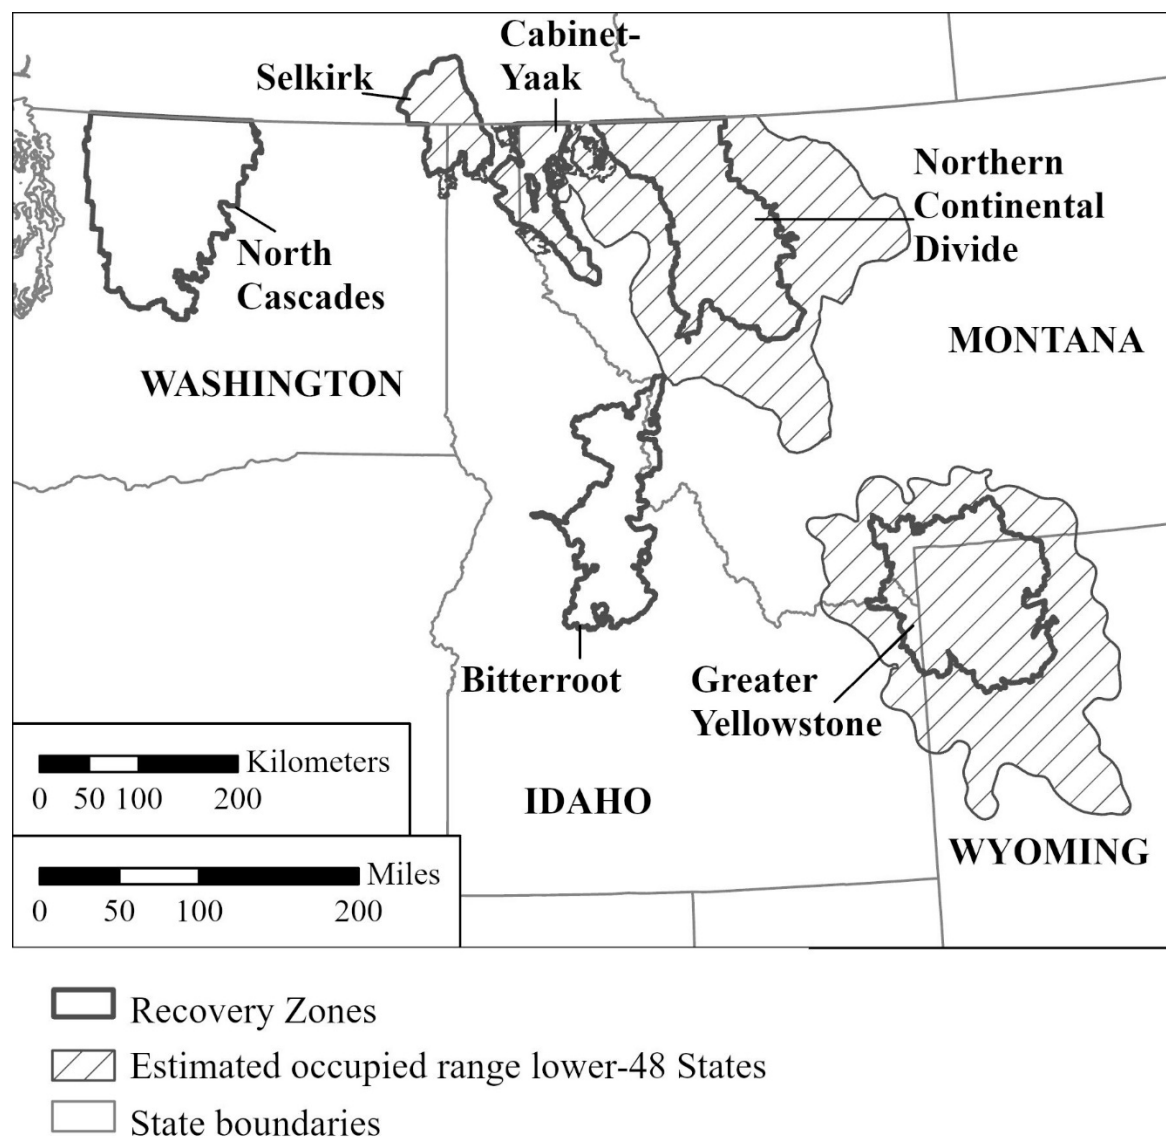 Cabinet-
Yaak
Selkirk
Northern
Continental
Divide
North
Cascades
MONTANA
WASHINGTON
Bitterroot
Greater
Yellowstone
Kilometers
0 50 100 200
IDAHO
WYOMING
Miles
0 50 100 200
Recovery Zones
Estimated occupied range lower-48 States
State boundaries